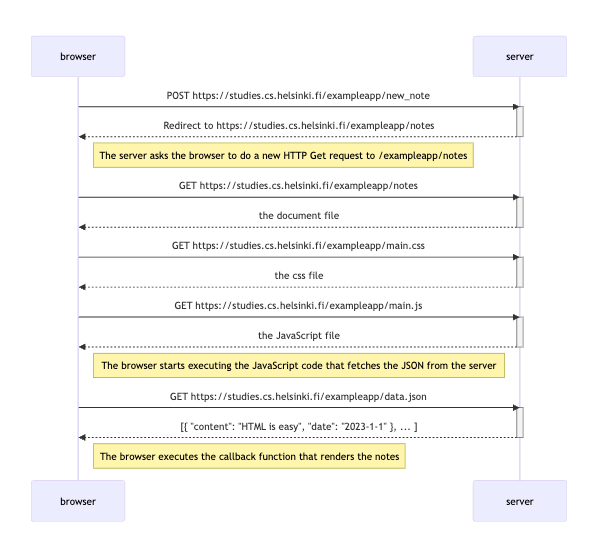 browser
server
POST https://studies.cs.helsinki.fi/exampleapp/new_note
Redirect to https://studies.cs.helsinki.fi/exampleapp/notes
The server asks the browser to do a new HTTP Get request to /exampleapp/notes
GET https://studies.cs.helsinki.fi/exampleapp/notes
the document file
GET https://studies.cs.helsinki.fi/exampleapp/main.css
the css file
GET https://studies.cs.helsinki.fi/exampleapp/main.js
the JavaScript file
The browser starts executing the JavaScript code that fetches the JSON from the server
GET https://studies.cs.helsinki.fi/exampleapp/data.json
[{ "content": "HTML is easy", "date": "2023-1-1" }, ... ]
The browser executes the callback function that renders the notes
browser
server